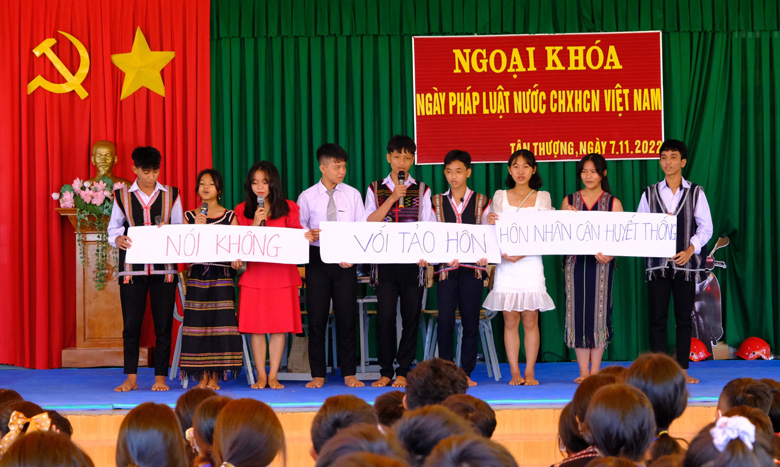 NGOẠI KHÓA
NGÀY PHÁP LUẬT NƯỚC CHXHCN VIỆT NAM
TÂN THƯỢNG, NGÀY 7.11.2022
NÓI KHÔNG
VỚI TẢO HÔN
HÔN NHÂN CẬN HUYẾT THỐNG